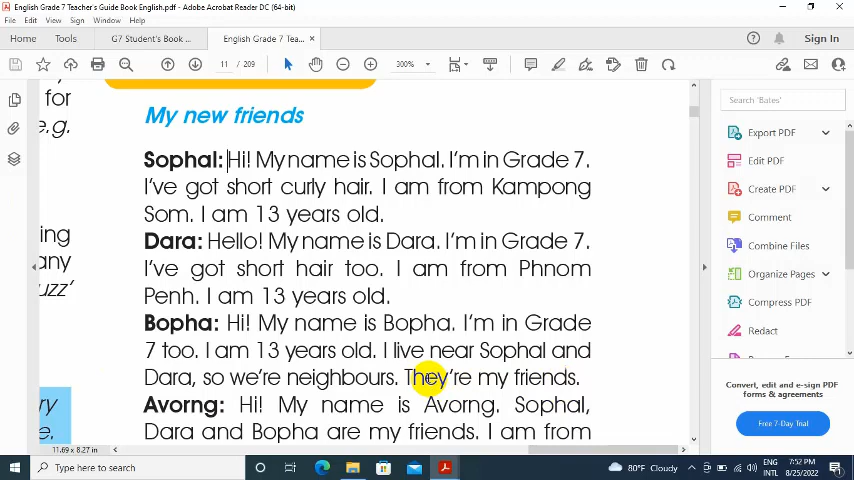 English Grade 7 Teacher's Guide Book English.pdf - Adobe Acrobat Reader DC (64-bit)
File Edit View Sign Window Help
Home Tools G7 Student's Book ... English Grade 7 Tea... × Sign In
11 / 209 300%
for
e.g.
ing
any
uzz'
ry
e.
My new friends
Sophal: Hi! My name is Sophal. I'm in Grade 7.
I've got short curly hair. I am from Kampong
Som. I am 13 years old.
Dara: Hello! My name is Dara. I'm in Grade 7.
I've got short hair too. I am from Phnom
Penh. I am 13 years old.
Bopha: Hi! My name is Bopha. I'm in Grade
7 too. I am 13 years old. I live near Sophal and
Dara, so we're neighbours. They're my friends.
Avorng: Hi! My name is Avorng. Sophal,
Dara and Bopha are my friends. I am from
11.69 x 8.27 in
Search 'Bates'
Export PDF
Edit PDF
Create PDF
Comment
Combine Files
Organize Pages
Compress PDF
Redact
Convert, edit and e-sign PDF
forms & agreements
Free 7-Day Trial
Type here to search
80°F Cloudy
ENG
INTL
7:52 PM
8/25/2022
1